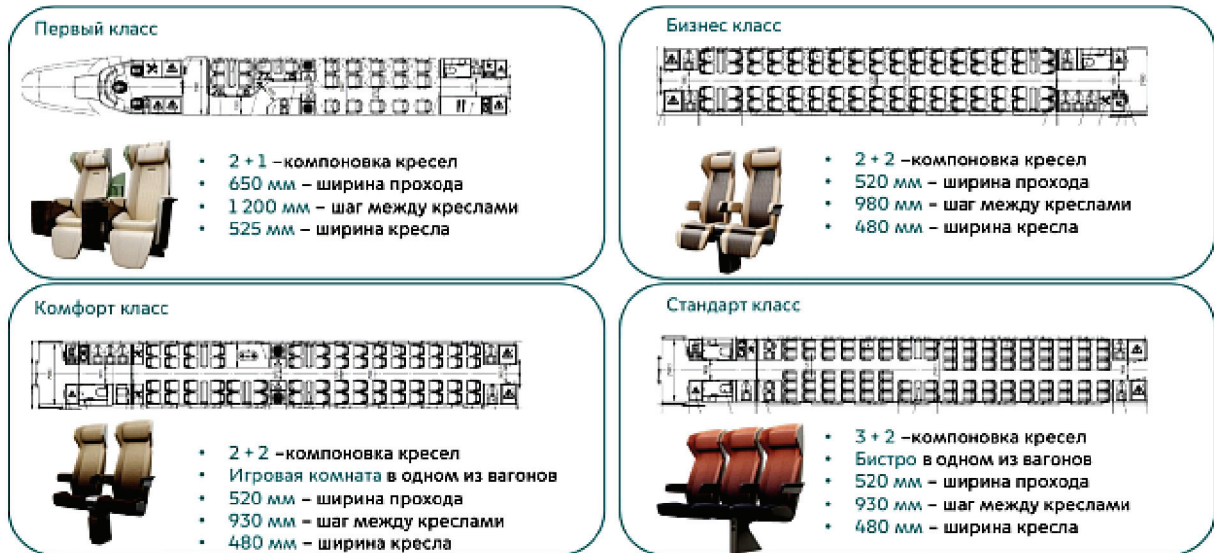 Первый класс
• 2 + 1 –компоновка кресел
• 650 мм – ширина прохода
• 1 200 мм – шаг между креслами
• 525 мм – ширина кресла
Бизнес класс
• 2 + 2 –компоновка кресел
• 520 мм – ширина прохода
• 980 мм – шаг между креслами
• 480 мм – ширина кресла
Комфорт класс
• 2 + 2 –компоновка кресел
• Игровая комната в одном из вагонов
• 520 мм – ширина прохода
• 930 мм – шаг между креслами
• 480 мм – ширина кресла
Стандарт класс
• 3 + 2 –компоновка кресел
• Бистро в одном из вагонов
• 520 мм – ширина прохода
• 930 мм – шаг между креслами
• 480 мм – ширина кресла